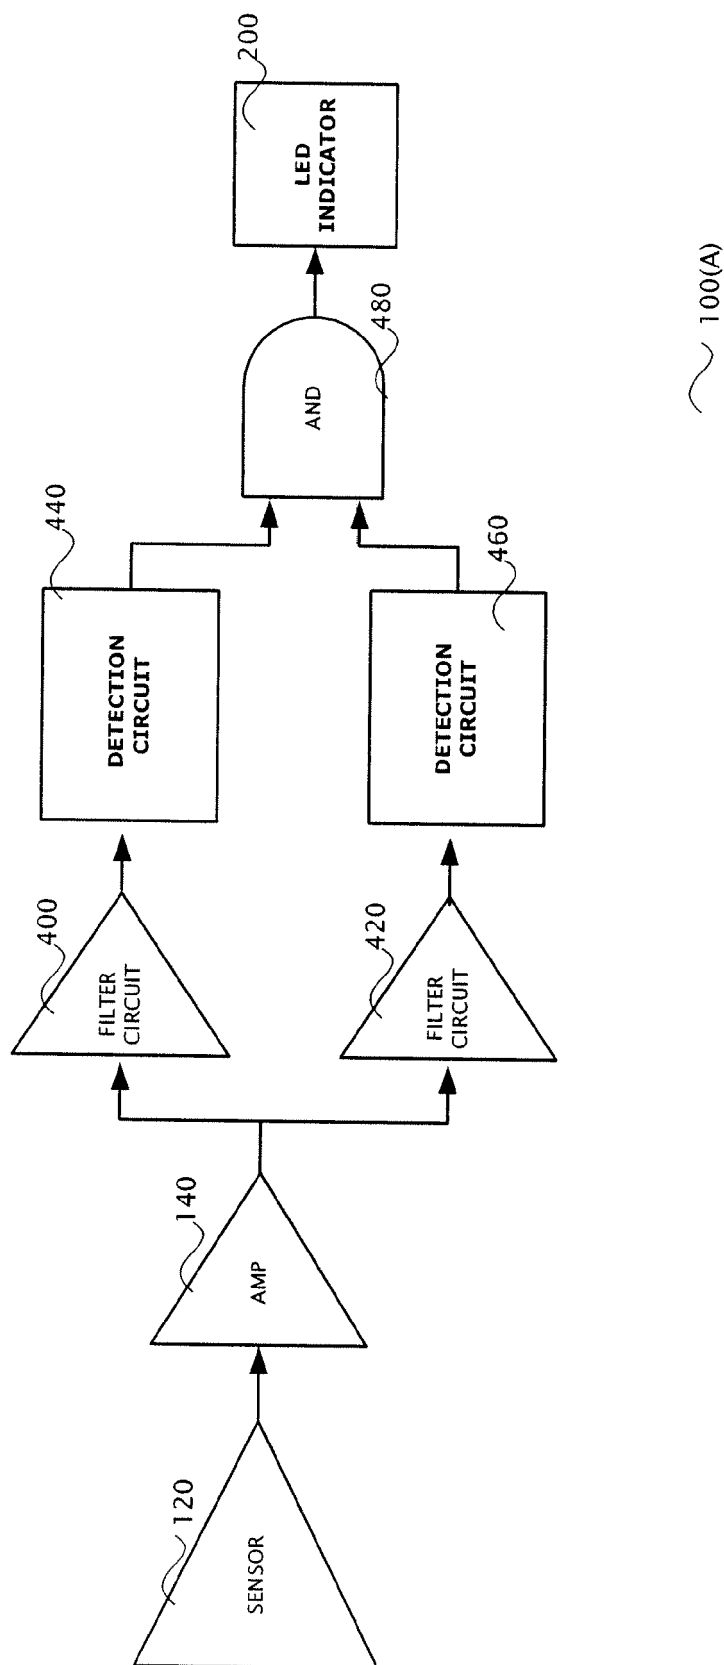 SENSOR
120
AMP
140
FILTER
CIRCUIT
400
FILTER
CIRCUIT
420
DETECTION
CIRCUIT
440
DETECTION
CIRCUIT
460
AND
480
LED
INDICATOR
200
100(A)